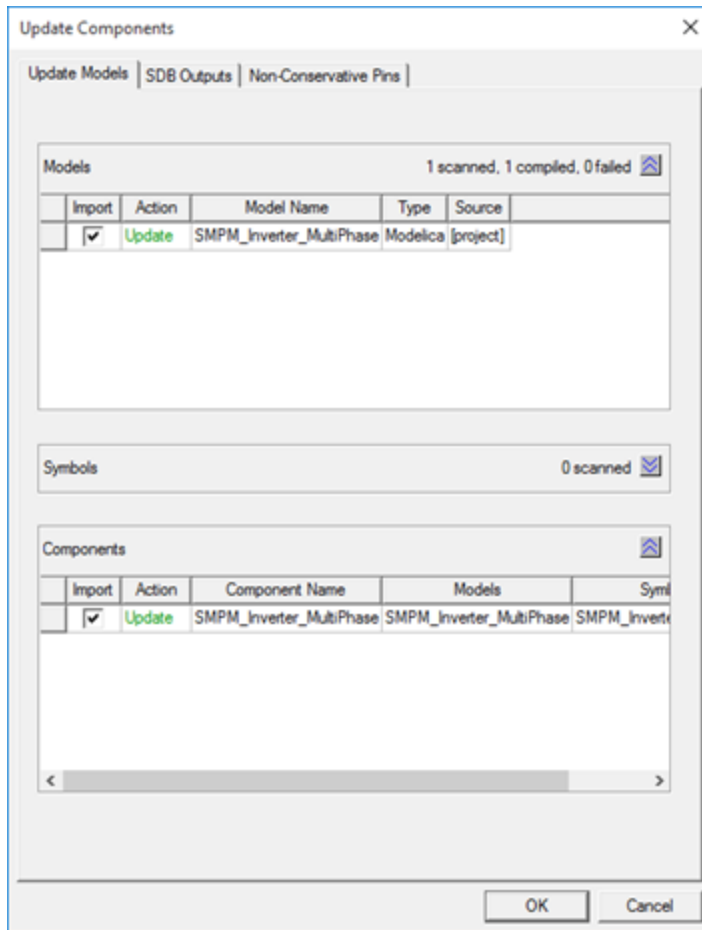 Update Components
Update Models SDB Outputs Non-Conservative Pins
Models 1 scanned, 1 compiled, 0 failed
Import Action Model Name Type Source
Update SMPM_Inverter_MultiPhase Modelica [project]
Symbols 0 scanned
Components
Import Action Component Name Models Syml
Update SMPM_Inverter_MultiPhase SMPM_Inverter_MultiPhase SMPM_Inverte
OK Cancel